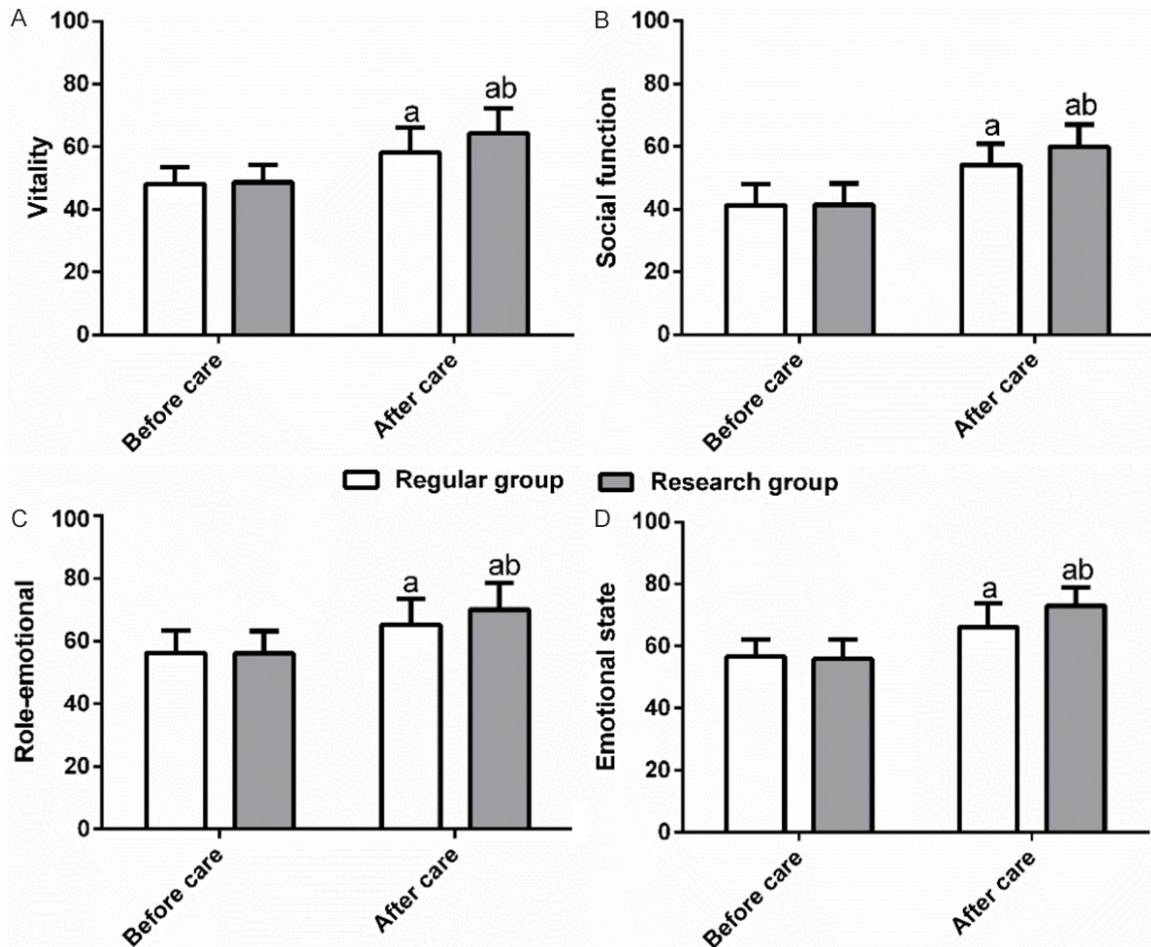 A
100
80
60
40
20
0
Vitality
a
ab
Before care
After care
B
100
80
60
40
20
0
Social function
a
ab
Before care
After care
Regular group
Research group
C
100
80
60
40
20
0
Role-emotional
a
ab
Before care
After care
D
100
80
60
40
20
0
Emotional state
a
ab
Before care
After care